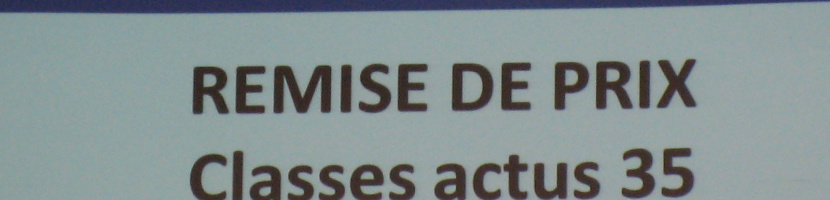 REMISE DE PRIX
Classes actus 35